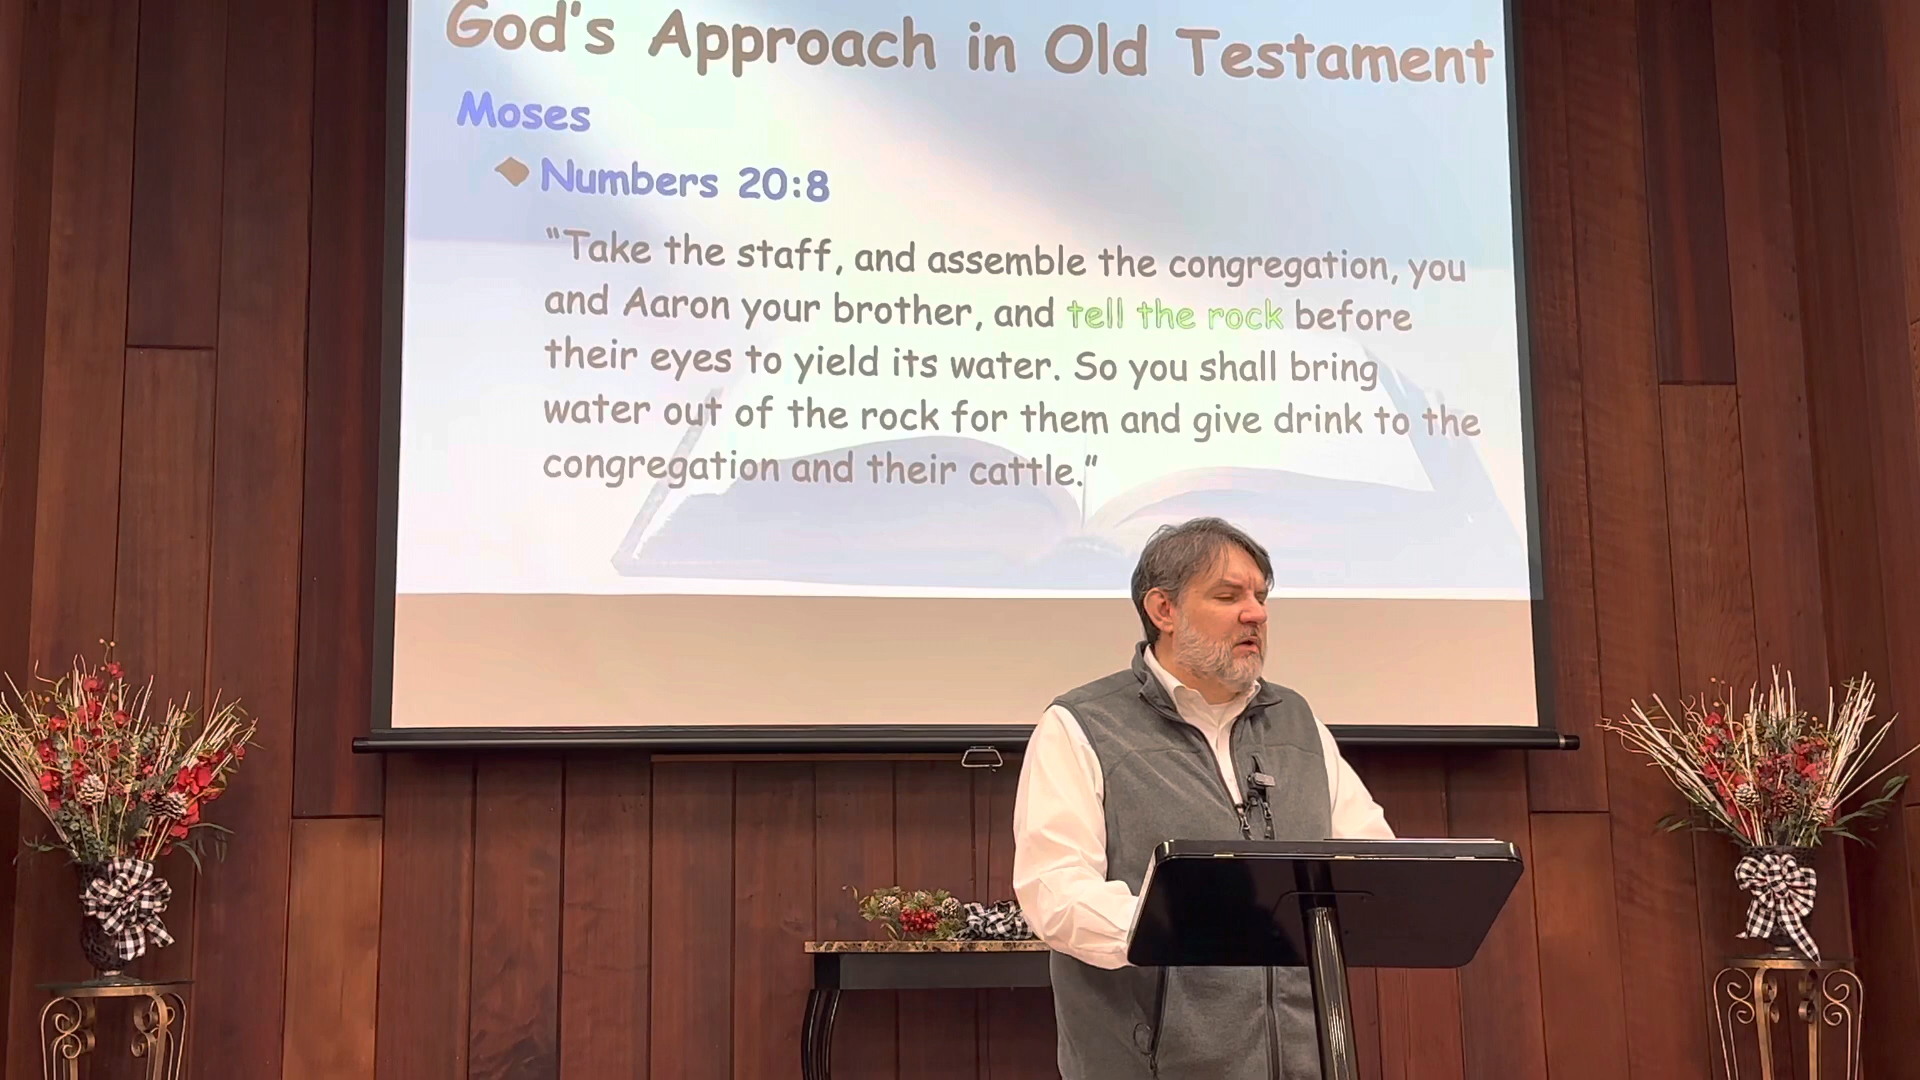 God's Approach in Old Testament
Moses
Numbers 20:8
“Take the staff, and assemble the congregation, you
and Aaron your brother, and tell the rock before
their eyes to yield its water. So you shall bring
water out of the rock for them and give drink to the
congregation and their cattle.”